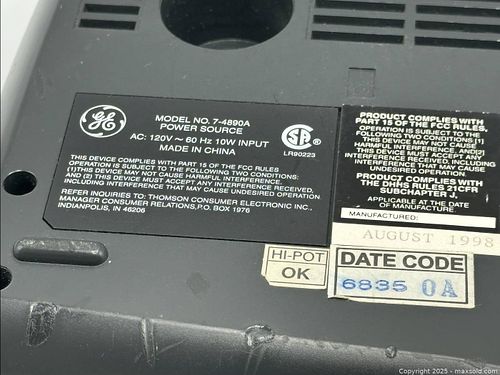 GE
MODEL NO. 7-4890A
POWER SOURCE
AC: 120V ~ 60 Hz 10W INPUT
MADE IN CHINA
SA
®
LR90223
THIS DEVICE COMPLIES WITH PART 15 OF THE FCC RULES
OPERATION IS SUBJECT TO THE FOLLOWING TWO CONDITIONS:
(1)THIS DEVICE MAY NOT CAUSE HARMFUL INTERFERENCE.
AND (2) THIS DEVICE MUST ACCEPT ANY INTERFERENCE RECEIVED,
INCLUDING INTERFERENCE THAT MAY CAUSE UNDESIRED OPERATION
REFER INQUIRIES TO: THOMSON CONSUMER ELECTRONIC INC.,
MANAGER CONSUMER RELATIONS,P.O. BOX 1976
INDIANPOLIS, IN 46206
PRODUCT COMPLIES WITH
PART 15 OF THE FCC RULES.
OPERATION IS SUBJECT TO THE
FOLLOWING TWO CONDITIONS (1)
THIS DEVICE MAY NOT CAUSE
HARMFUL INTERFERENCE, AND (2)
THIS DEVICE MUST ACCEPT ANY
INTERFERENCE RECEIVED, INCLUDING
INTERFERENCE THAT MAY CAUSE
UNDESIRED OPERATION.
PRODUCT COMPLIES WITH
THE DHHS RULES 21CFR
SUBCHAPTER J,
APPLICABLE AT THE DATE
OF MANUFACTURE.
MANUFACTURED:
AUGUST 1998
HI-POT
OK
DATE CODE
6835 0A
Copyright 2025 - maxsold.com